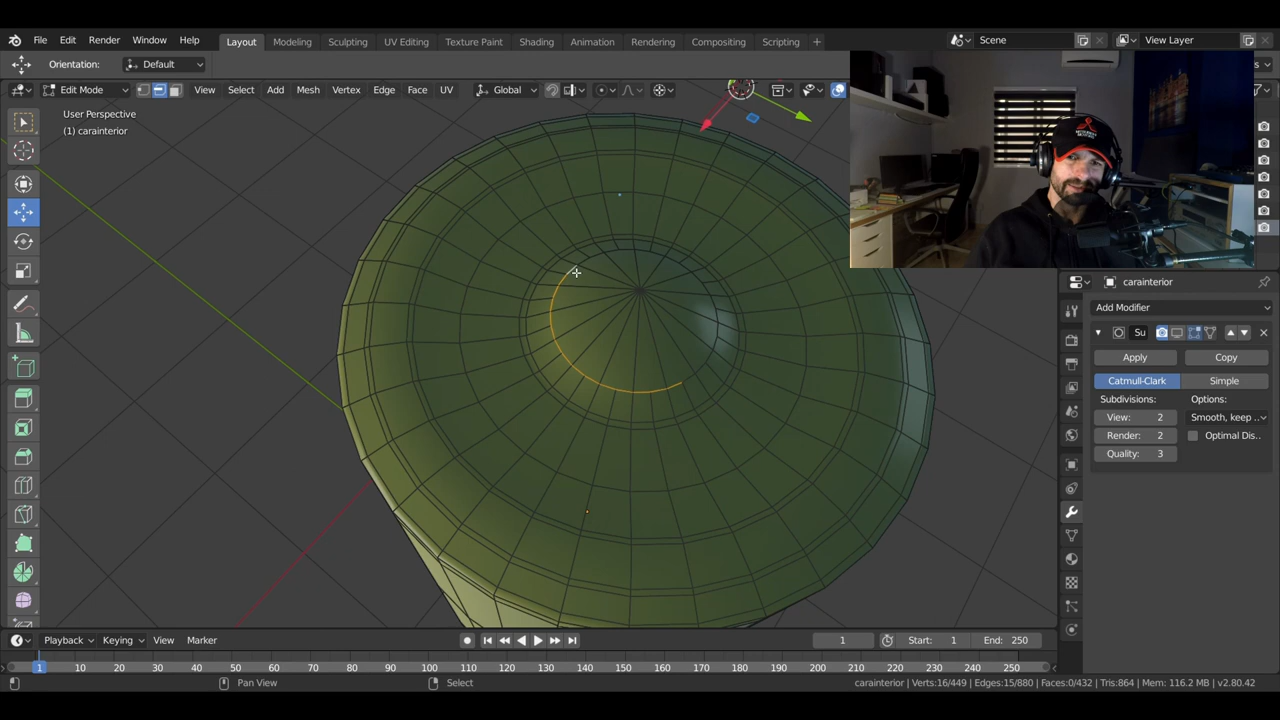 File Edit Render Window Help Layout Modeling Sculpting UV Editing Texture Paint Shading Animation Rendering Compositing Scripting + Scene View Layer
Orientation: Default
Edit Mode View Select Add Mesh Vertex Edge Face UV Global
User Perspective
(1) carainterior
carainterior
Add Modifier
Su
Apply Copy
Catmull-Clark Simple
Subdivisions: Options:
View: 2 Smooth, keep ..
Render: 2 Optimal Dis..
Quality: 3
Playback Keying View Marker 1 Start: 1 End: 250
1 10 20 30 40 50 60 70 80 90 100 110 120 130 140 150 160 170 180 190 200 210 220 230 240 250
Pan View Select carainterior | Verts:16/449 | Edges:15/880 | Faces:0/432 | Tris:864 | Mem: 116.2 MB | v2.80.42